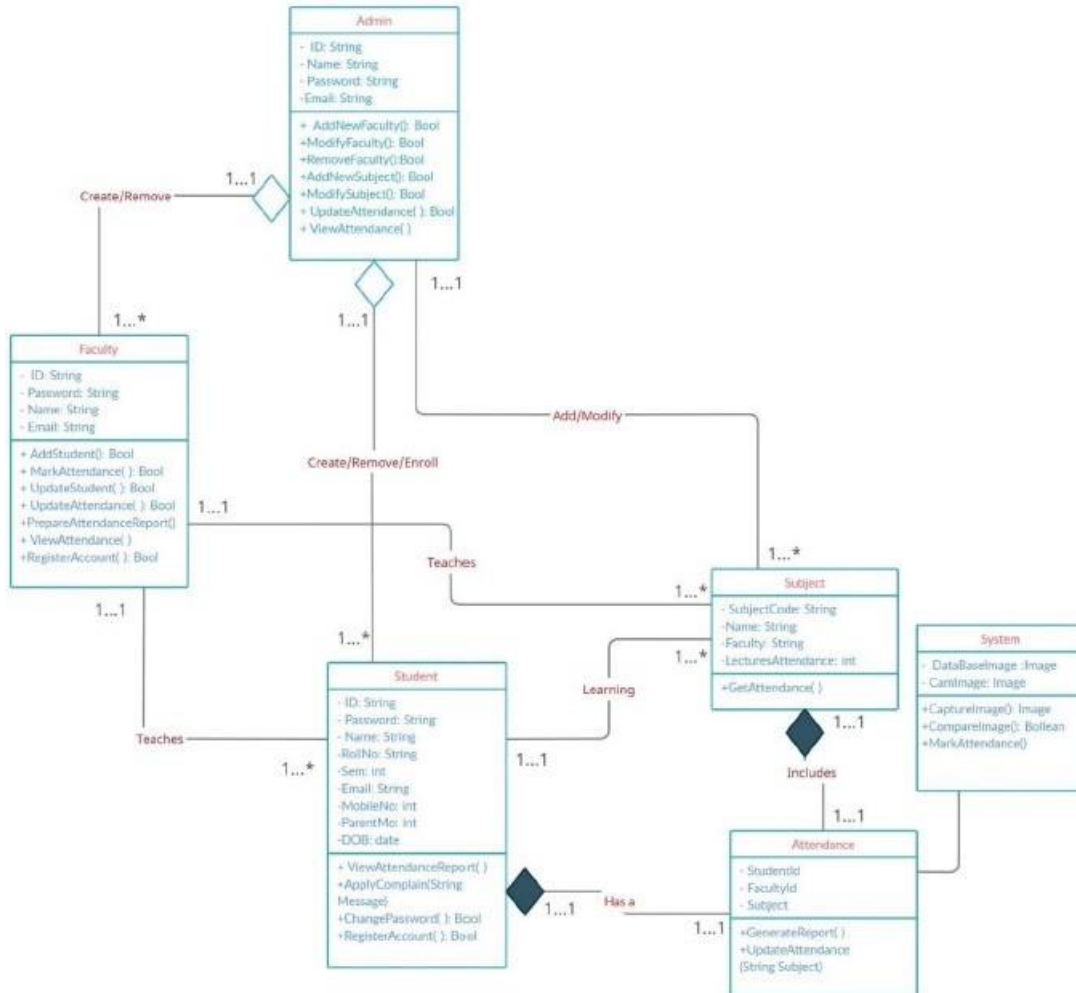 Admin
- ID: String
- Name: String
- Password: String
-Email: String
+ AddNewFaculty(): Bool
+ModifyFaculty(): Bool
+RemoveFaculty():Bool
+AddNewSubject(): Bool
+ModifySubject(): Bool
+ UpdateAttendance( ): Bool
+ ViewAttendance( )
1...1
Create/Remove
1...*
1...1
1...1
Faculty
- ID: String
- Password: String
- Name: String
- Email: String
+ AddStudent(): Bool
+ MarkAttendance( ): Bool
+ UpdateStudent( ): Bool
+ UpdateAttendance( ): Bool
+PrepareAttendanceReport()
+ ViewAttendance( )
+RegisterAccount( ): Bool
Add/Modify
Create/Remove/Enroll
1...1
Teaches
1...*
1...*
1...*
1...1
1...*
Teaches
1...*
Subject
- SubjectCode: String
-Name: String
-Faculty: String
-LecturesAttendance: int
+GetAttendance( )
System
- DataBaseImage :Image
- CamImage: Image
+CaptureImage(): Image
+CompareImage(): Bollean
+MarkAttendance()
Student
- ID: String
- Password: String
- Name: String
-RollNo: String
-Sem: int
-Email: String
-MobileNo: int
-ParentMo: int
-DOB: date
+ ViewAttendanceReport( )
+ApplyComplain(String
Message)
+ChangePassword( ): Bool
+RegisterAccount( ): Bool
Learning
1...1
1...1
Includes
1...1
Attendance
- StudentId
- FacultyId
- Subject
+GenerateReport( )
+UpdateAttendance
(String Subject)
1...1
Has a
1...1